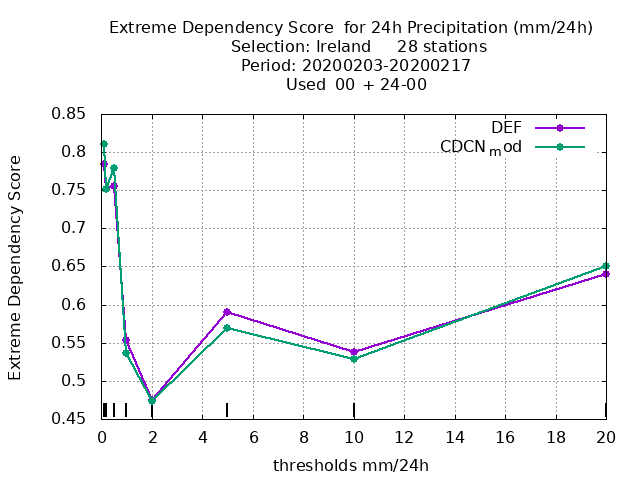 Extreme Dependency Score  for 24h Precipitation (mm/24h)
Selection: Ireland     28 stations
Period: 20200203-20200217
Used  00 + 24-00
DEF
CDCN_mod
Extreme Dependency Score
0.85
0.8
0.75
0.7
0.65
0.6
0.55
0.5
0.45
0 2 4 6 8 10 12 14 16 18 20
thresholds mm/24h